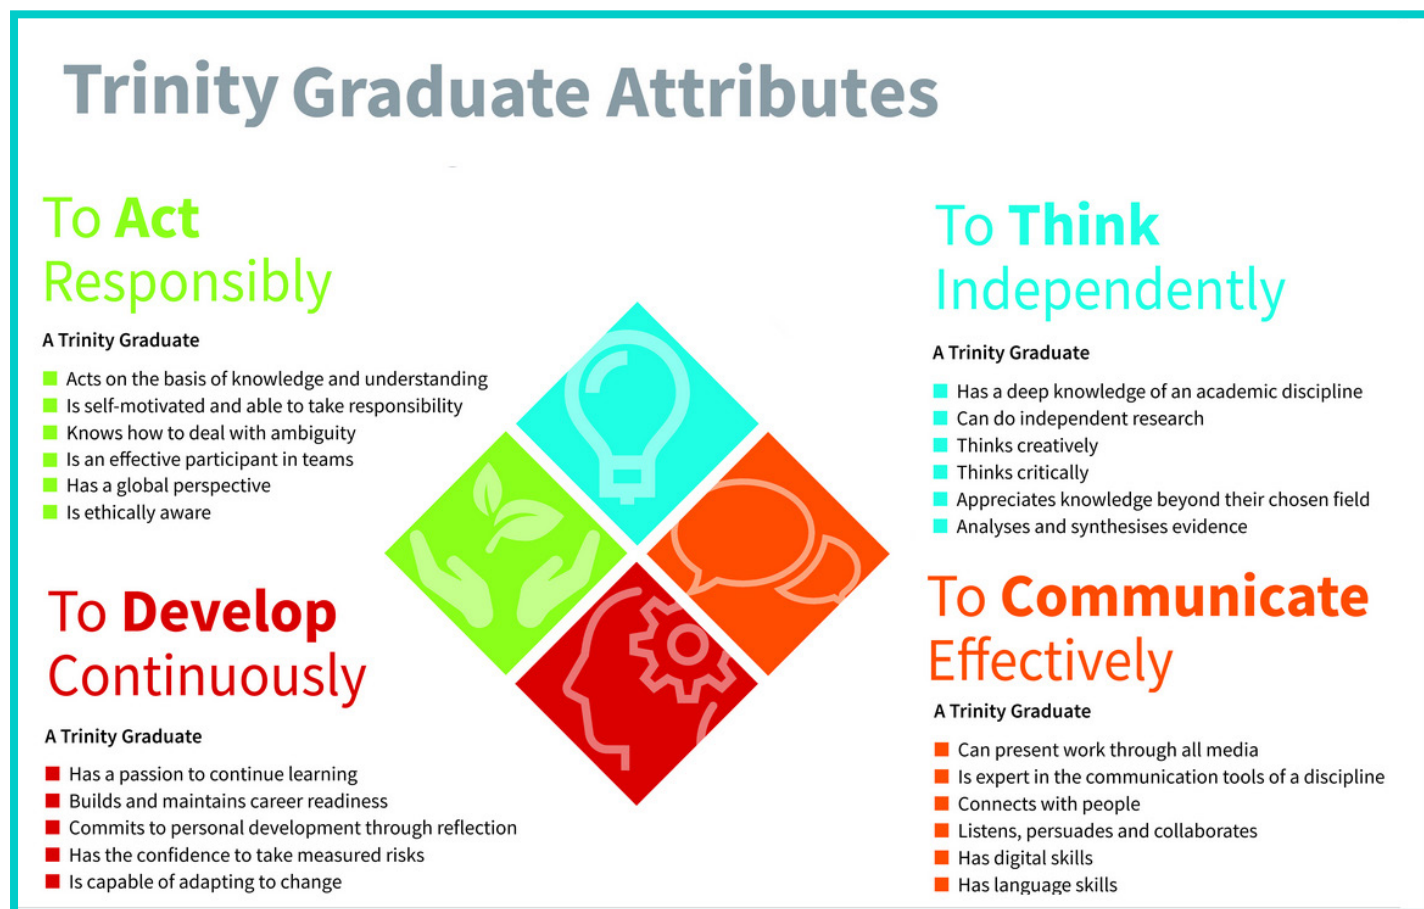 Trinity Graduate Attributes
To Act
Responsibly
A Trinity Graduate
Acts on the basis of knowledge and understanding
Is self-motivated and able to take responsibility
Knows how to deal with ambiguity
Is an effective participant in teams
Has a global perspective
Is ethically aware
To Think
Independently
A Trinity Graduate
Has a deep knowledge of an academic discipline
Can do independent research
Thinks creatively
Thinks critically
Appreciates knowledge beyond their chosen field
Analyses and synthesises evidence
To Develop
Continuously
A Trinity Graduate
Has a passion to continue learning
Builds and maintains career readiness
Commits to personal development through reflection
Has the confidence to take measured risks
Is capable of adapting to change
To Communicate
Effectively
A Trinity Graduate
Can present work through all media
Is expert in the communication tools of a discipline
Connects with people
Listens, persuades and collaborates
Has digital skills
Has language skills